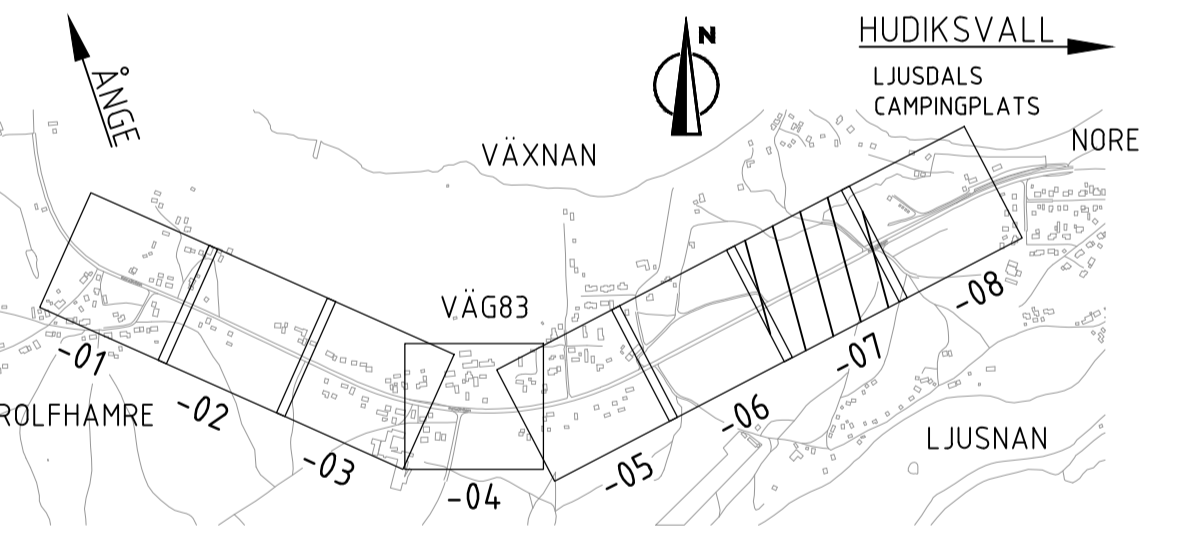 HUDIKSVALL
N
ÅNGE
LJUSDALS
CAMPINGPLATS
NORE
VÄXNAN
VÄG83
-01
-02
-03
-04
-05
-06
-07
-08
ROLFHAMRE
LJUSNAN